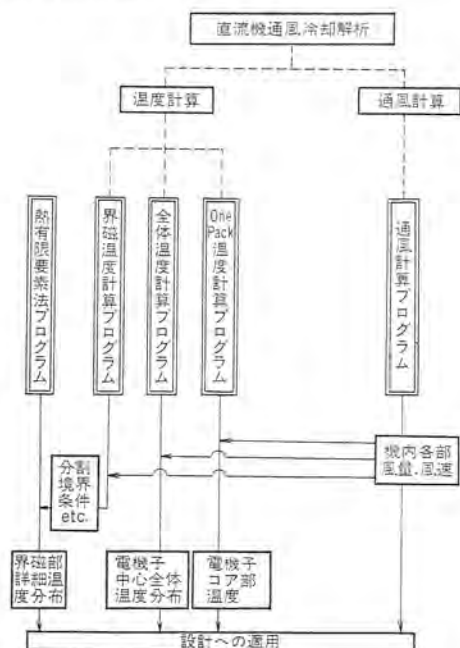 直流機通風冷却解析
温度計算
通風計算
熱有限要素法プログラム
界磁温度計算プログラム
全体温度計算プログラム
One
Pack
温度計算プログラム
通風計算プログラム
機内各部
風量.風速
分割
境界
条件
etc.
界磁部
詳細温
度分布
電機子
中心全体
温度分布
電機子
コア部
温度
設計への適用